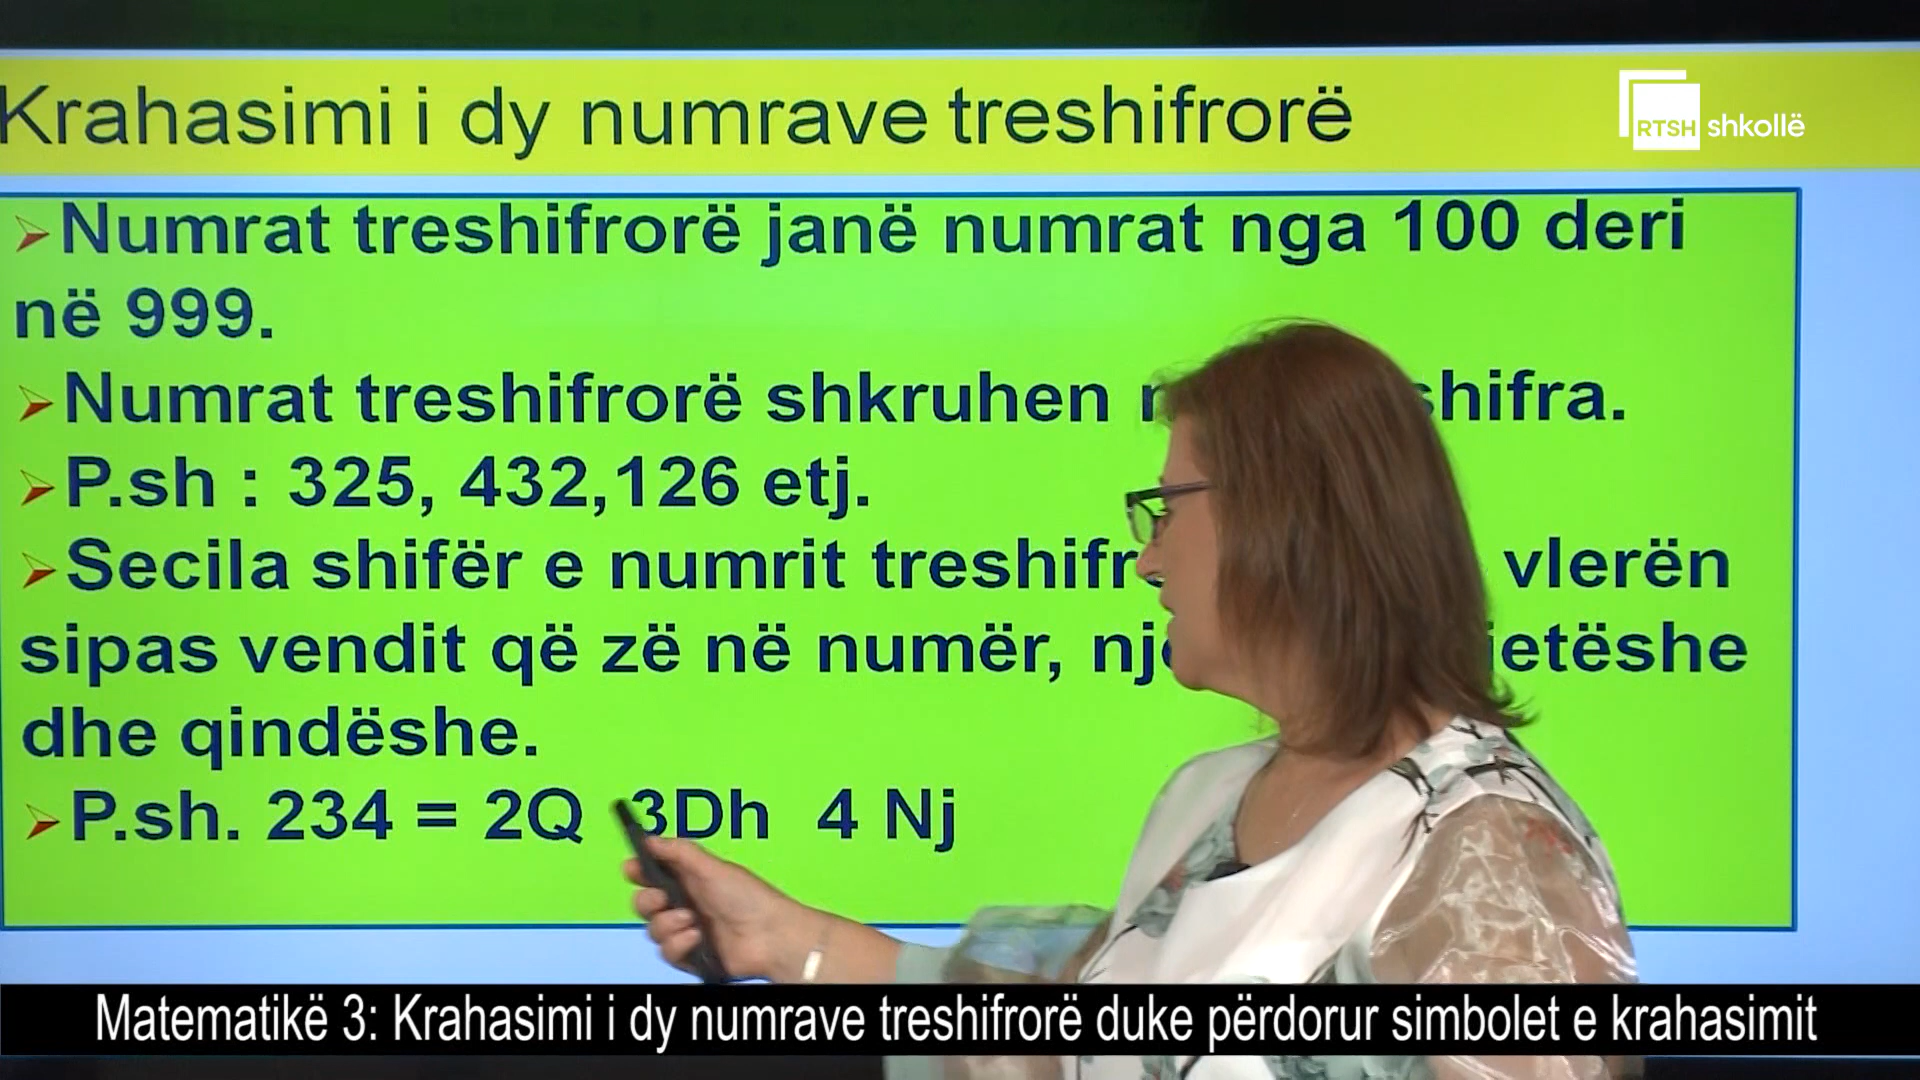 Krahasimi i dy numrave treshifrorë
RTSH shkollë
Numrat treshifrorë janë numrat nga 100 deri
në 999.
Numrat treshifrorë shkruhen
P.sh : 325, 432,126 etj.
Secila shifër e numrit vlerën
sipas vendit që zë në numër,
dhe qindëshe.
P.sh. 234 = 2Q 3Dh 4 Nj
Matematikë 3: Krahasimi i dy numrave treshifrorë duke përdorur simbolet e krahasimit